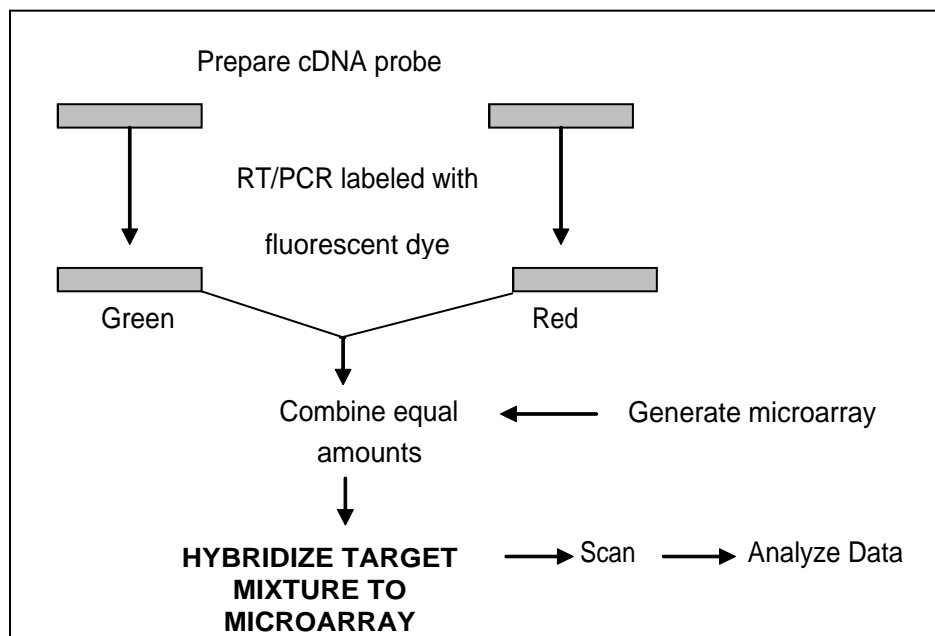 Prepare cDNA probe
RT/PCR labeled with
fluorescent dye
Green
Red
Combine equal
amounts
Generate microarray
HYBRIDIZE TARGET
MIXTURE TO
MICROARRAY
Scan
Analyze Data